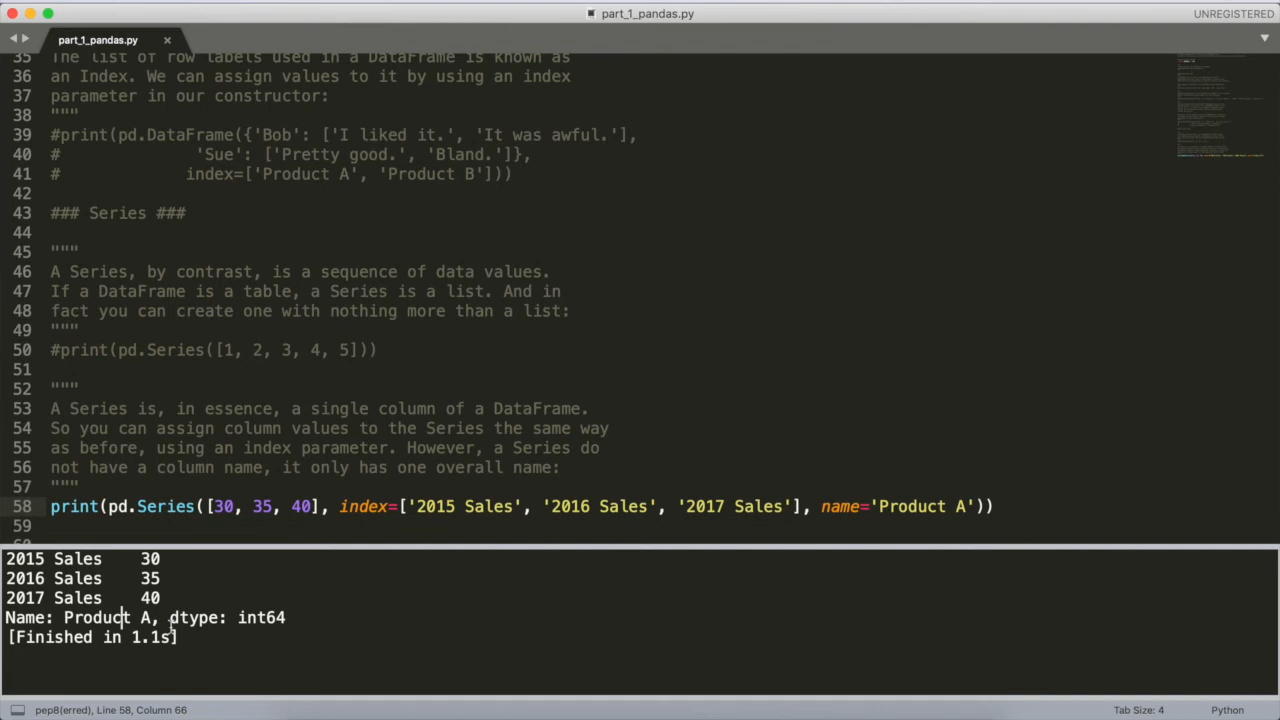 part_1_pandas.py
UNREGISTERED
part_1_pandas.py ×
35 The list of row labels used in a DataFrame is known as
36 an Index. We can assign values to it by using an index
37 parameter in our constructor:
38 """
39 #print(pd.DataFrame({'Bob': ['I liked it.', 'It was awful.'],
40 #              'Sue': ['Pretty good.', 'Bland.']},
41 #             index=['Product A', 'Product B']))
42
43 ### Series ###
44
45 """
46 A Series, by contrast, is a sequence of data values.
47 If a DataFrame is a table, a Series is a list. And in
48 fact you can create one with nothing more than a list:
49 """
50 #print(pd.Series([1, 2, 3, 4, 5]))
51
52 """
53 A Series is, in essence, a single column of a DataFrame.
54 So you can assign column values to the Series the same way
55 as before, using an index parameter. However, a Series do
56 not have a column name, it only has one overall name:
57 """
58 print(pd.Series([30, 35, 40], index=['2015 Sales', '2016 Sales', '2017 Sales'], name='Product A'))
59
2015 Sales    30
2016 Sales    35
2017 Sales    40
Name: Product A, dtype: int64
[Finished in 1.1s]
pep8(erred), Line 58, Column 66
Tab Size: 4
Python